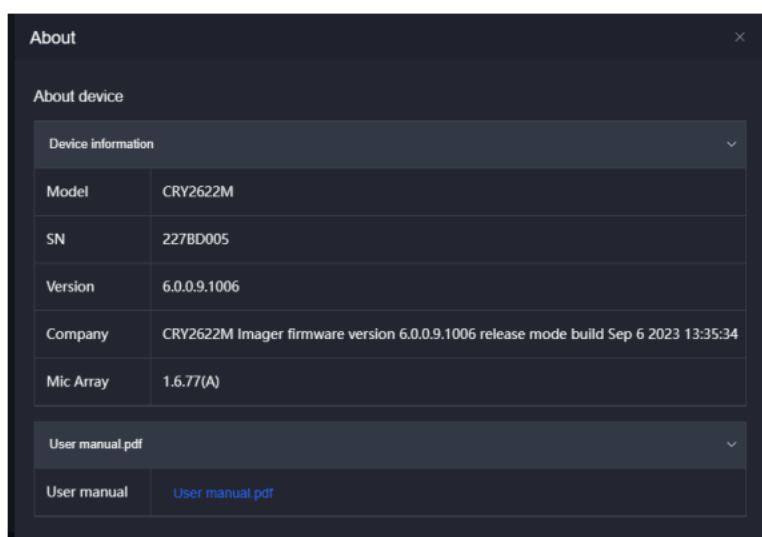 About
About device
Device information
Model CRY2622M
SN 227BD005
Version 6.0.0.9.1006
Company CRY2622M Imager firmware version 6.0.0.9.1006 release mode build Sep 6 2023 13:35:34
Mic Array 1.6.77(A)
User manual.pdf
User manual User manual.pdf